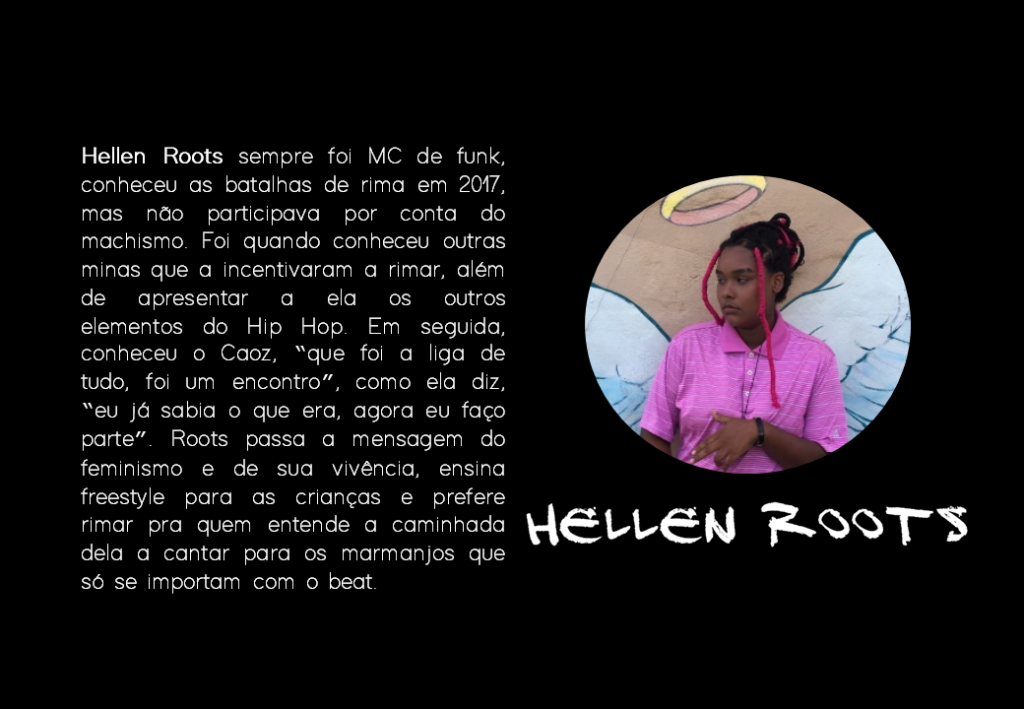 Hellen Roots sempre foi MC de funk,
conheceu as batalhas de rima em 2017,
mas não participava por conta do
machismo. Foi quando conheceu outras
minas que a incentivaram a rimar, além
de apresentar a ela os outros
elementos do Hip Hop. Em seguida,
conheceu o Caoz, “que foi a liga de
tudo, foi um encontro”, como ela diz,
“eu já sabia o que era, agora eu faço
parte”. Roots passa a mensagem do
feminismo e de sua vivência, ensina
freestyle para as crianças e prefere
rimar pra quem entende a caminhada
dela a cantar para os marmanjos que
só se importam com o beat.
HELLEN ROOTS